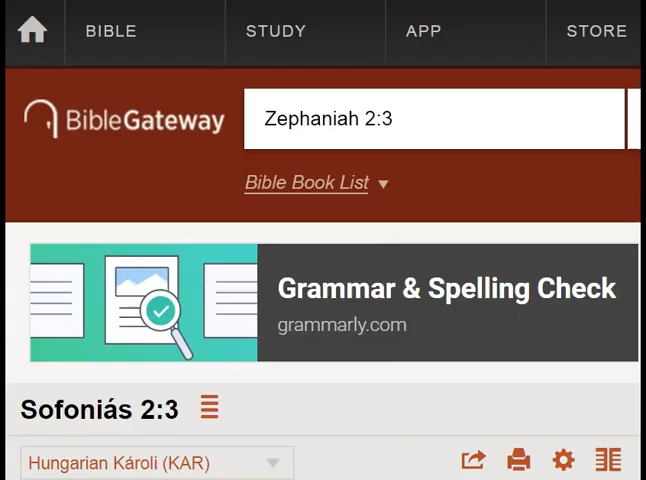 BIBLE STUDY APP STORE
BibleGateway
Zephaniah 2:3
Bible Book List
Grammar & Spelling Check
grammarly.com
Sofoniás 2:3
Hungarian Károli (KAR)